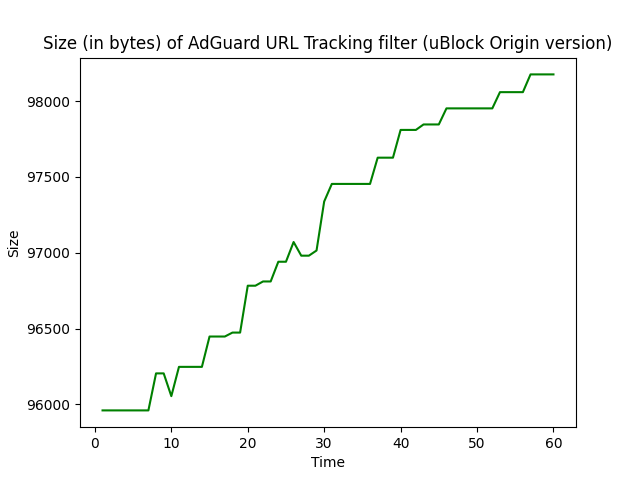 Size (in bytes) of AdGuard URL Tracking filter (uBlock Origin version)
98000
97500
97000
96500
96000
Size
0 10 20 30 40 50 60
Time